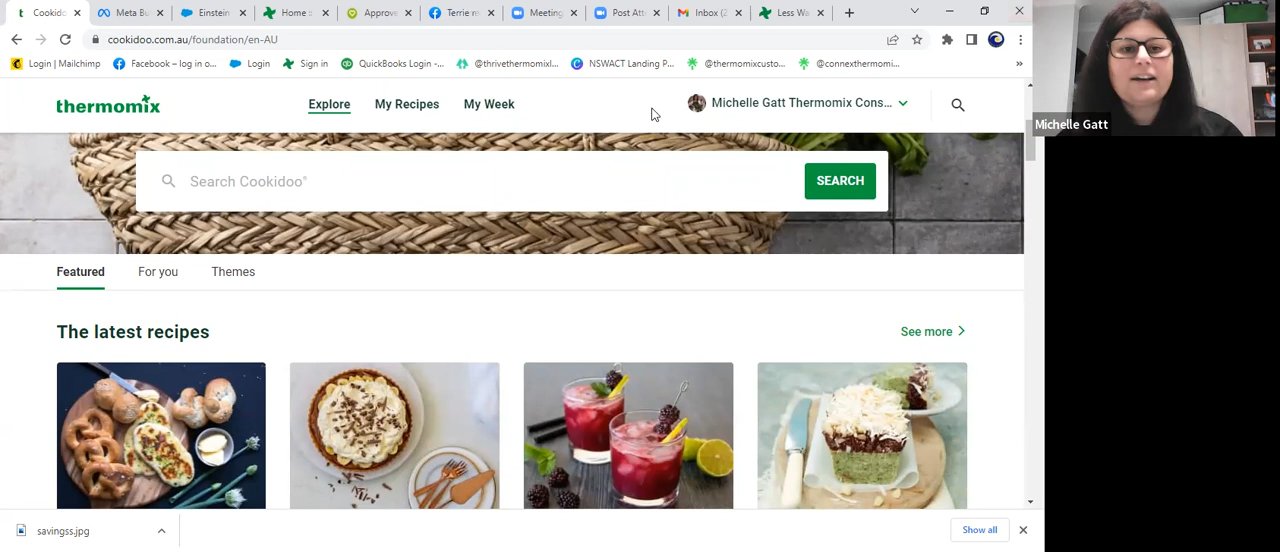 Cookido
Meta Bu
Einstein
Home :
Approve
Terrie m
Meeting
Post Att
Inbox (2
Less Wa
cookidoo.com.au/foundation/en-AU
Login | Mailchimp
Facebook – log in o...
Login
Sign in
QuickBooks Login -...
@thrivethermomixl...
NSWACT Landing P...
@thermomixcusto...
@connexthermomi...
»
thermomix
Explore
My Recipes
My Week
Michelle Gatt Thermomix Cons...
Michelle Gatt
Search Cookidoo®
SEARCH
Featured
For you
Themes
The latest recipes
See more
savingss.jpg
Show all